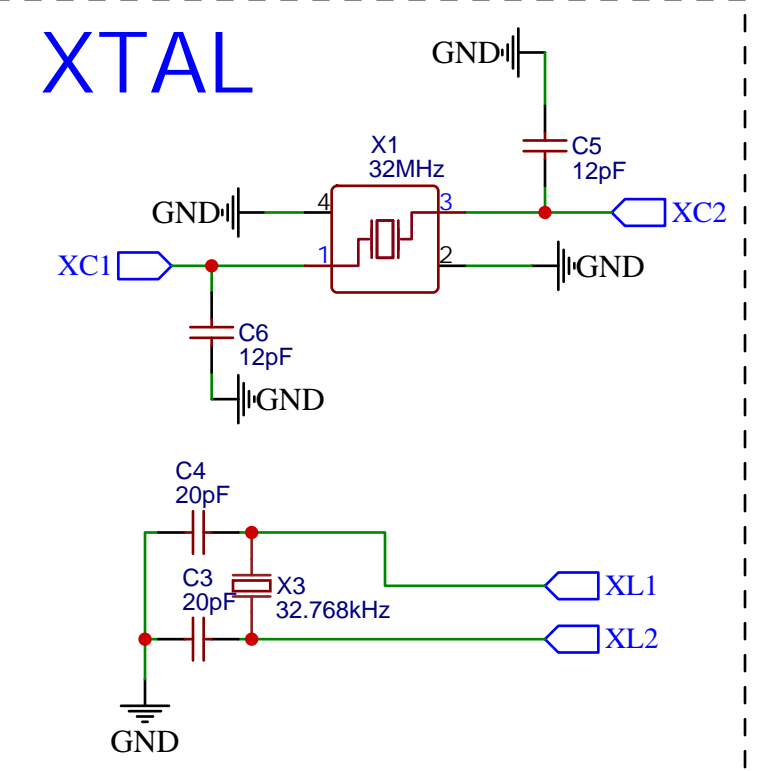 XTAL
GND
C5
12pF
X1
32MHz
GND
4
3
XC2
XC1
1
2
GND
C6
12pF
GND
C4
20pF
C3
20pF
X3
32.768kHz
XL1
XL2
GND